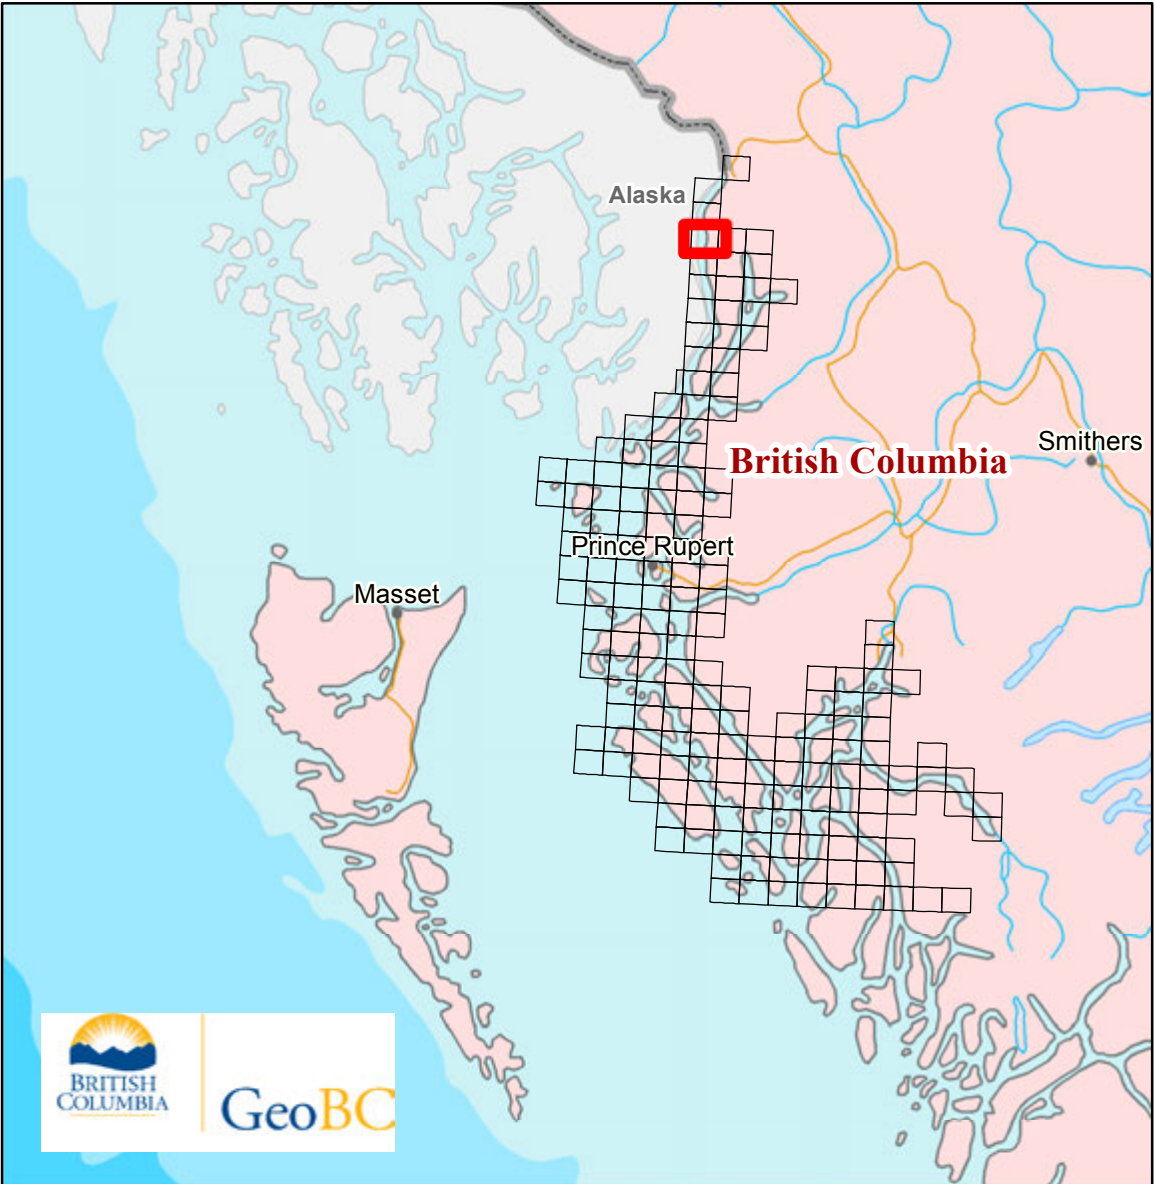 Alaska
Smithers
British Columbia
Prince Rupert
Masset
BRITISH
COLUMBIA
GeoBC